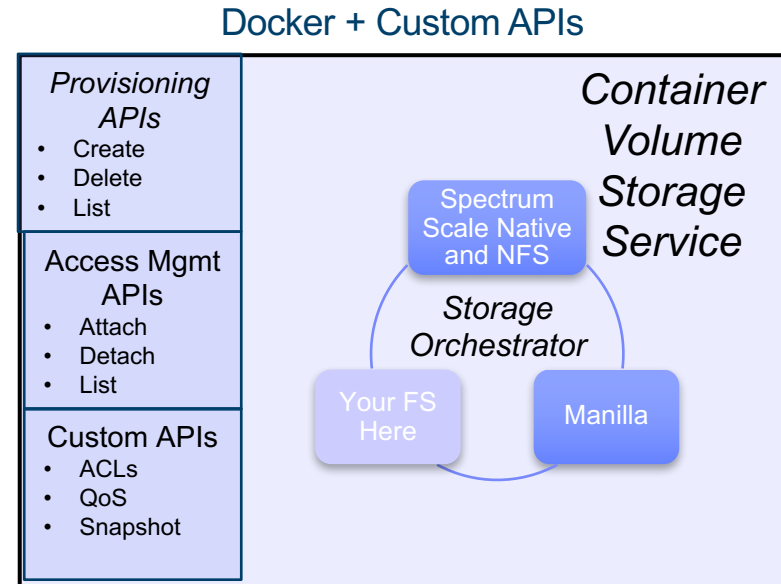 Docker + Custom APIs
Provisioning
APIs
• Create
• Delete
• List
Access Mgmt
APIs
• Attach
• Detach
• List
Custom APIs
• ACLs
• QoS
• Snapshot
Container
Volume
Storage
Service
Spectrum
Scale Native
and NFS
Storage
Orchestrator
Your FS
Here
Manilla